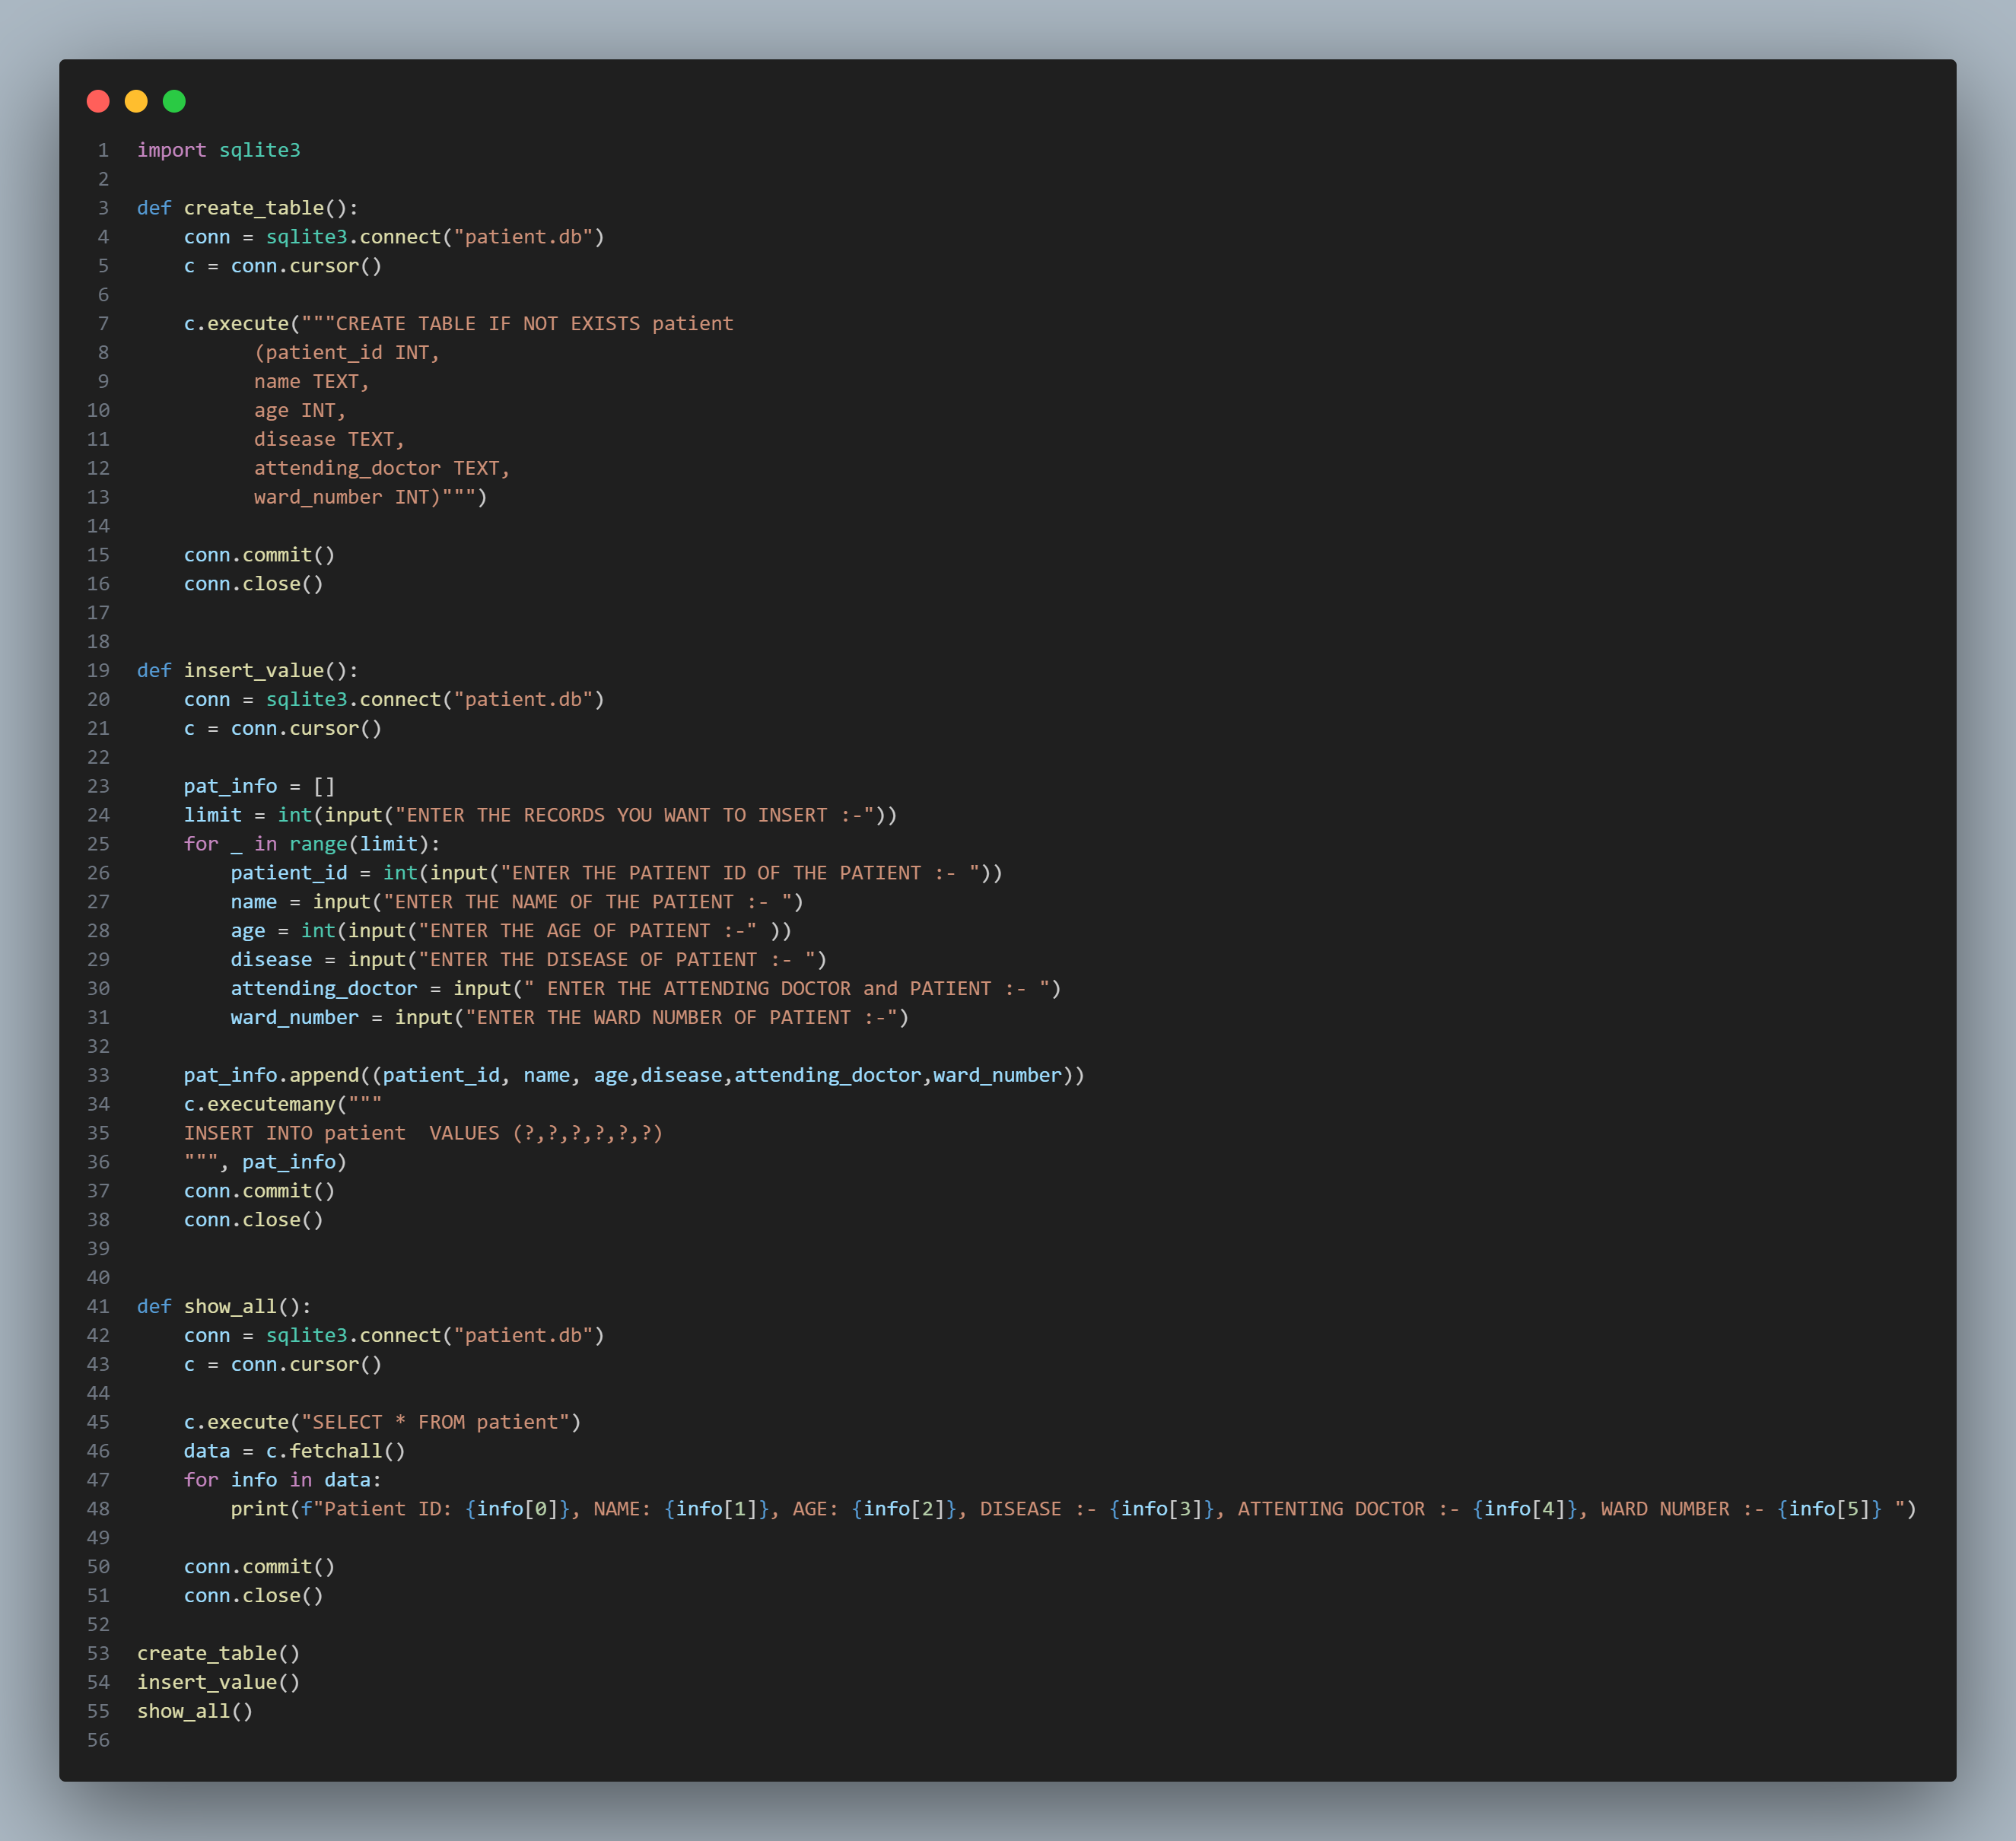 1 import sqlite3
2
3 def create_table():
4     conn = sqlite3.connect("patient.db")
5     c = conn.cursor()
6
7     c.execute("""CREATE TABLE IF NOT EXISTS patient
8           (patient_id INT,
9           name TEXT,
10           age INT,
11           disease TEXT,
12           attending_doctor TEXT,
13           ward_number INT)""")
14
15     conn.commit()
16     conn.close()
17
18
19 def insert_value():
20     conn = sqlite3.connect("patient.db")
21     c = conn.cursor()
22
23     pat_info = []
24     limit = int(input("ENTER THE RECORDS YOU WANT TO INSERT :-"))
25     for _ in range(limit):
26         patient_id = int(input("ENTER THE PATIENT ID OF THE PATIENT :- "))
27         name = input("ENTER THE NAME OF THE PATIENT :- ")
28         age = int(input("ENTER THE AGE OF PATIENT :-" ))
29         disease = input("ENTER THE DISEASE OF PATIENT :- ")
30         attending_doctor = input(" ENTER THE ATTENDING DOCTOR and PATIENT :- ")
31         ward_number = input("ENTER THE WARD NUMBER OF PATIENT :-")
32
33     pat_info.append((patient_id, name, age,disease,attending_doctor,ward_number))
34     c.executemany("""
35     INSERT INTO patient  VALUES (?,?,?,?,?,?)
36     """, pat_info)
37     conn.commit()
38     conn.close()
39
40
41 def show_all():
42     conn = sqlite3.connect("patient.db")
43     c = conn.cursor()
44
45     c.execute("SELECT * FROM patient")
46     data = c.fetchall()
47     for info in data:
48         print(f"Patient ID: {info[0]}, NAME: {info[1]}, AGE: {info[2]}, DISEASE :- {info[3]}, ATTENTING DOCTOR :- {info[4]}, WARD NUMBER :- {info[5]} ")
49
50     conn.commit()
51     conn.close()
52
53 create_table()
54 insert_value()
55 show_all()
56